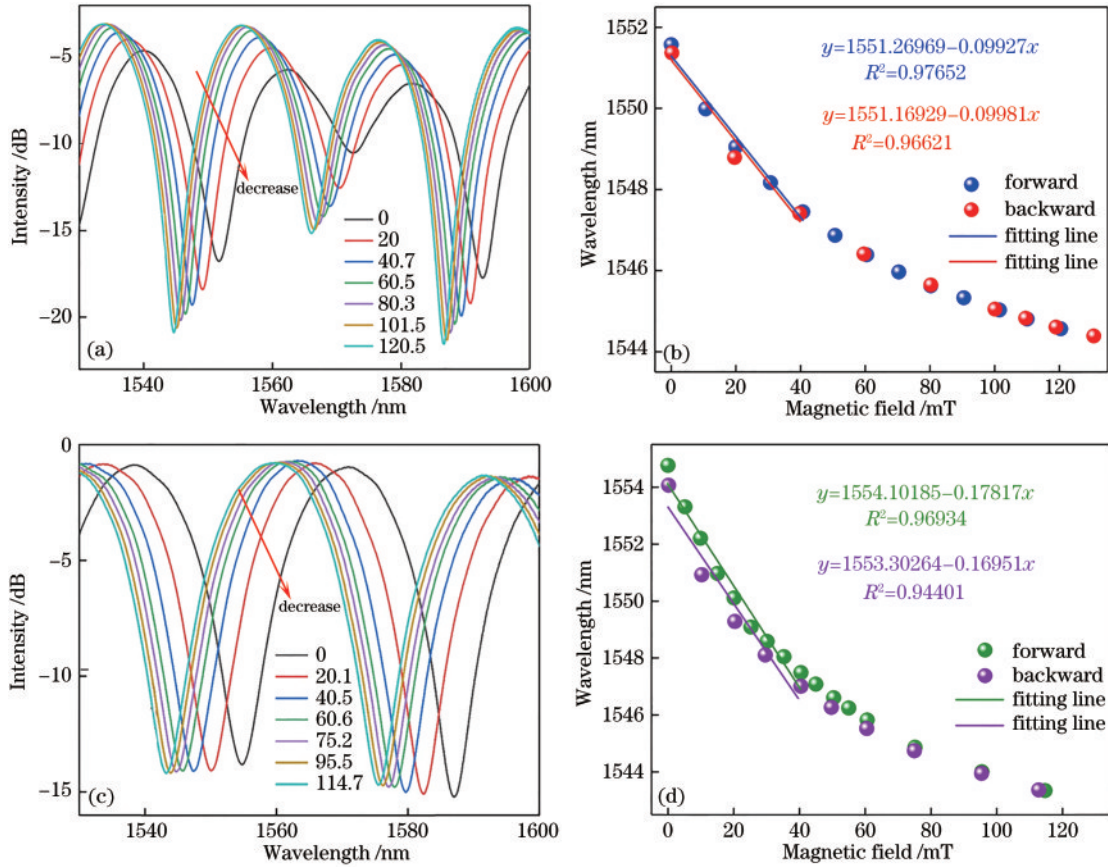 (a)
Intensity /dB
−5
−10
−15
−20
0
20
40.7
60.5
80.3
101.5
120.5
decrease
1540
1560
1580
1600
Wavelength /nm
(b)
Wavelength /nm
1552
1550
1548
1546
1544
y=1551.26969−0.09927x
R²=0.97652
y=1551.16929−0.09981x
R²=0.96621
forward
backward
fitting line
fitting line
0
20
40
60
80
100
120
Magnetic field /mT
(c)
Intensity /dB
0
−5
−10
−15
decrease
0
20.1
40.5
60.6
75.2
95.5
114.7
1540
1560
1580
1600
Wavelength /nm
(d)
Wavelength /nm
1554
1552
1550
1548
1546
1544
y=1554.10185−0.17817x
R²=0.96934
y=1553.30264−0.16951x
R²=0.94401
forward
backward
fitting line
fitting line
0
20
40
60
80
100
120
Magnetic field /mT